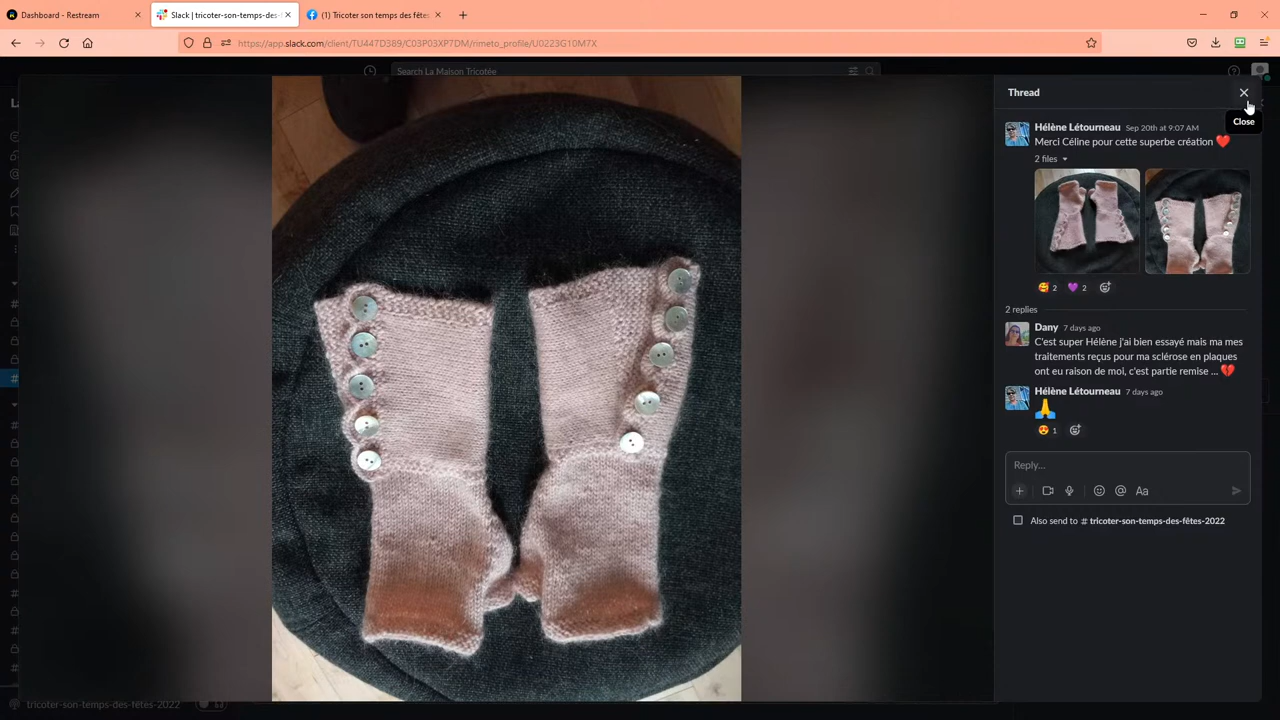 Dashboard - Restream
Slack | tricoter-son-temps-des-
(1) Tricoter son temps des fêtes
https://app.slack.com/client/TU447D389/C03P03XP7DM/rimeto_profile/U0223G10M7X
Search La Maison Tricotée
Thread
Close
Hélène Létourneau Sep 20th at 9:07 AM
Merci Céline pour cette superbe création ❤️
2 files
🥰 2 💜 2
2 replies
Dany 7 days ago
C'est super Hélène j'ai bien essayé mais ma mes
traitements reçus pour ma sclérose en plaques
ont eu raison de moi, c'est partie remise ... 💔
Hélène Létourneau 7 days ago
🙏
😍 1
Reply...
Aa
Also send to # tricoter-son-temps-des-fêtes-2022
tricoter-son-temps-des-fêtes-2022